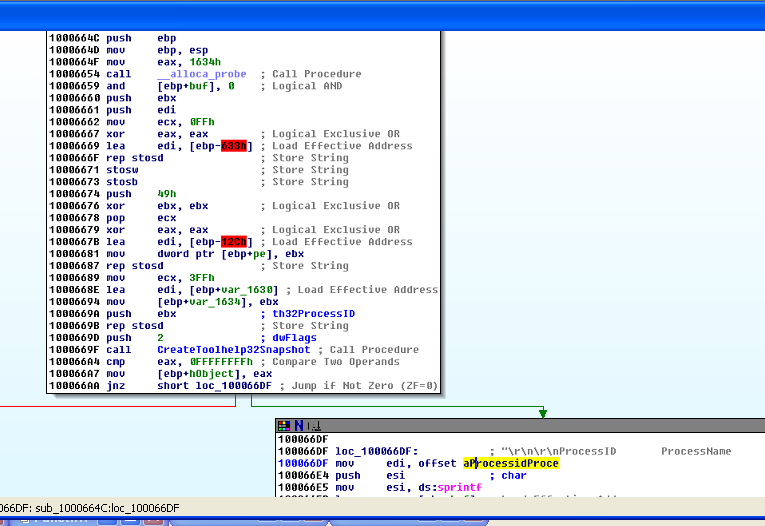 1000664C push ebp
1000664D mov ebp, esp
1000664F mov eax, 1634h
10006654 call __alloca_probe ; Call Procedure
10006659 and [ebp+buf], 0 ; Logical AND
10006660 push ebx
10006661 push edi
10006662 mov ecx, 0FFh
10006667 xor eax, eax ; Logical Exclusive OR
10006669 lea edi, [ebp-633h] ; Load Effective Address
1000666F rep stosd ; Store String
10006671 stosw ; Store String
10006673 stosb ; Store String
10006674 push 49h
10006676 xor ebx, ebx ; Logical Exclusive OR
10006678 pop ecx
10006679 xor eax, eax ; Logical Exclusive OR
1000667B lea edi, [ebp-12Ch] ; Load Effective Address
10006681 mov dword ptr [ebp+pe], ebx
10006687 rep stosd ; Store String
10006689 mov ecx, 3FFh
1000668E lea edi, [ebp+var_1630] ; Load Effective Address
10006694 mov [ebp+var_1634], ebx
1000669A push ebx ; th32ProcessID
1000669B rep stosd ; Store String
1000669D push 2 ; dwFlags
1000669F call CreateToolhelp32Snapshot ; Call Procedure
100066A4 cmp eax, 0FFFFFFFFh ; Compare Two Operands
100066A7 mov [ebp+hObject], eax
100066AA jnz short loc_100066DF ; Jump if Not Zero (ZF=0)
100066DF
100066DF loc_100066DF: ; "\r\n\r\nProcessID ProcessName
100066DF mov edi, offset aProcessidProce
100066E4 push esi ; char
100066E5 mov esi, ds:sprintf
066DF: sub_1000664C:loc_100066DF